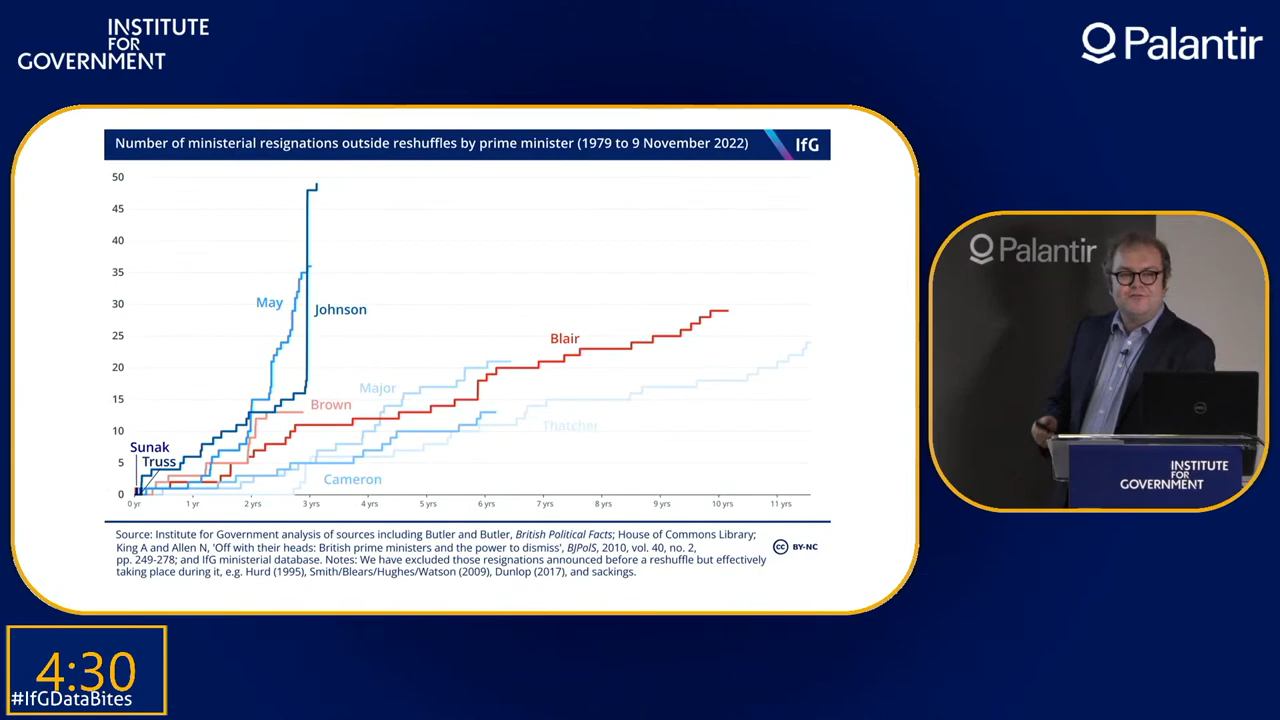 INSTITUTE
FOR
GOVERNMENT
Palantir
Number of ministerial resignations outside reshuffles by prime minister (1979 to 9 November 2022)
IfG
50
45
40
35
30
25
20
15
10
5
0
May
Johnson
Blair
Major
Brown
Thatcher
Sunak
Truss
Cameron
0 yr
1 yr
2 yrs
3 yrs
4 yrs
5 yrs
6 yrs
7 yrs
8 yrs
9 yrs
10 yrs
11 yrs
Source: Institute for Government analysis of sources including Butler and Butler, British Political Facts; House of Commons Library;
King A and Allen N, 'Off with their heads: British prime ministers and the power to dismiss', BJPolS, 2010, vol. 40, no. 2,
pp. 249-278; and IfG ministerial database. Notes: We have excluded those resignations announced before a reshuffle but effectively
taking place during it, e.g. Hurd (1995), Smith/Blears/Hughes/Watson (2009), Dunlop (2017), and sackings.
cc BY-NC
Palantir
DELL
INSTITUTE
FOR
GOVERNMENT
4:30
#IfGDataBites